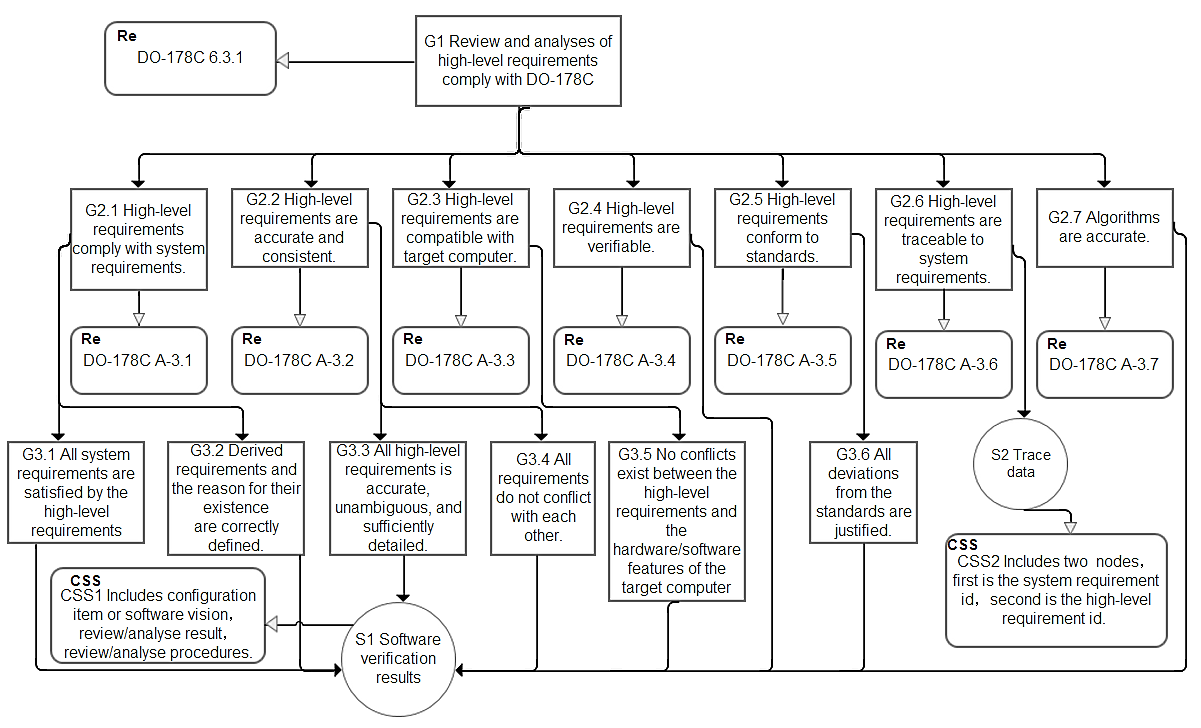 Re
DO-178C 6.3.1
G1 Review and analyses of
high-level requirements
comply with DO-178C
G2.1 High-level
requirements
comply with system
requirements.
G2.2 High-level
requirements are
accurate and
consistent.
G2.3 High-level
requirements are
compatible with
target computer.
G2.4 High-level
requirements are
verifiable.
G2.5 High-level
requirements
conform to
standards.
G2.6 High-level
requirements are
traceable to
system
requirements.
G2.7 Algorithms
are accurate.
Re
DO-178C A-3.1
Re
DO-178C A-3.2
Re
DO-178C A-3.3
Re
DO-178C A-3.4
Re
DO-178C A-3.5
Re
DO-178C A-3.6
Re
DO-178C A-3.7
G3.1 All system
requirements are
satisfied by the
high-level
requirements
G3.2 Derived
requirements and
the reason for their
existence
are correctly
defined.
G3.3 All high-level
requirements is
accurate,
unambiguous, and
sufficiently
detailed.
G3.4 All
requirements
do not conflict
with each
other.
G3.5 No conflicts
exist between the
high-level
requirements and
the
hardware/software
features of the
target computer
G3.6 All
deviations
from the
standards are
justified.
S2 Trace
data
CSS
CSS1 Includes configuration
item or software vision,
review/analyse result,
review/analyse procedures.
S1 Software
verification
results
CSS
CSS2 Includes two nodes,
first is the system requirement
id, second is the high-level
requirement id.